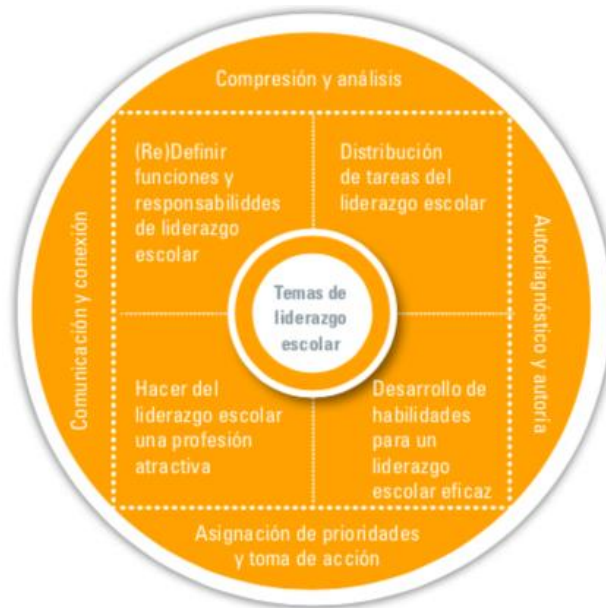 Compresión y análisis
(Re)Definir
funciones y
responsabiliddes
de liderazgo
escolar
Distribución
de tareas del
liderazgo escolar
Comunicación y conexión
Temas de
liderazgo
escolar
Autodiagnóstico y autoría
Hacer del
liderazgo escolar
una profesión
atractiva
Desarrollo de
habilidades
para un
liderazgo
escolar eficaz
Asignación de prioridades
y toma de acción